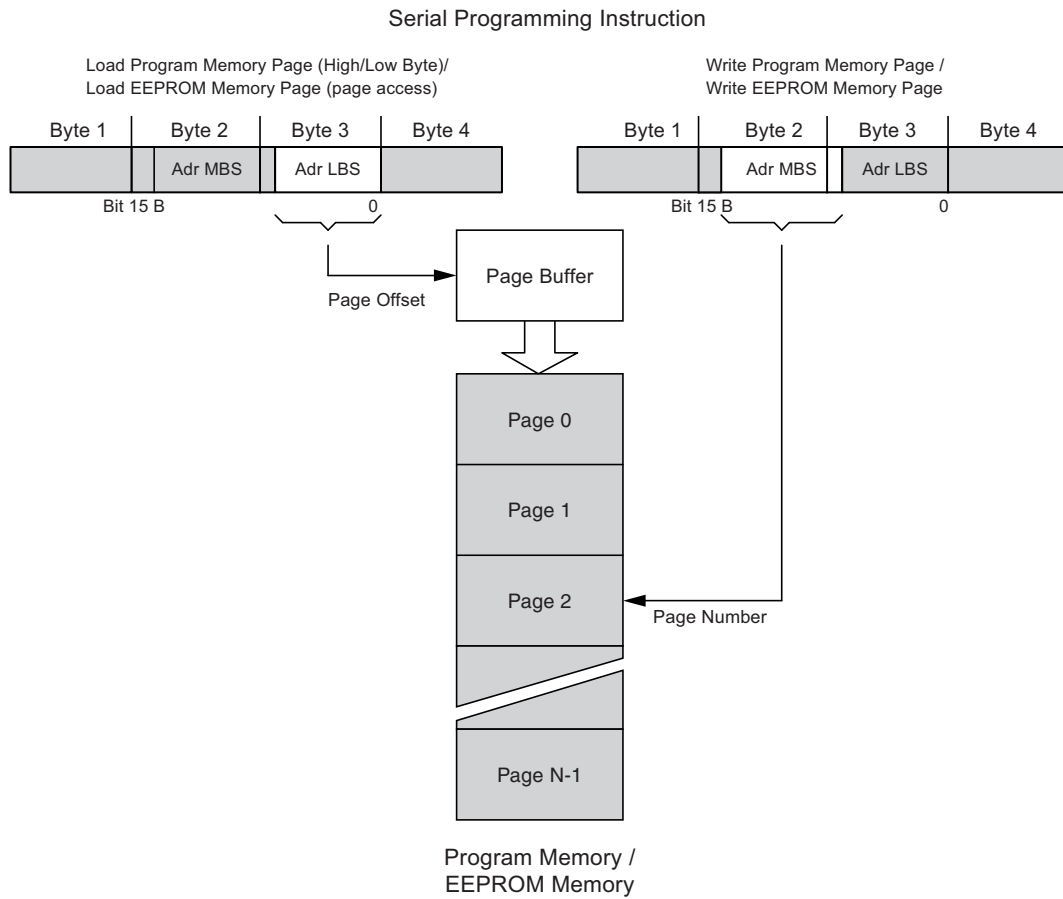 Serial Programming Instruction
Load Program Memory Page (High/Low Byte)/
Load EEPROM Memory Page (page access)
Byte 1 Byte 2 Byte 3 Byte 4
Adr MBS Adr LBS
Bit 15 B 0
Write Program Memory Page /
Write EEPROM Memory Page
Byte 1 Byte 2 Byte 3 Byte 4
Adr MBS Adr LBS
Bit 15 B 0
Page Offset
Page Buffer
Page 0
Page 1
Page 2
Page Number
Page N-1
Program Memory /
EEPROM Memory